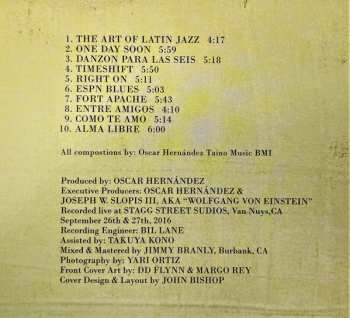 1. THE ART OF LATIN JAZZ 4:17
2. ONE DAY SOON 5:59
3. DANZON PARA LAS SEIS 5:18
4. TIMESHIFT 5:50
5. RIGHT ON 5:11
6. ESPN BLUES 5:03
7. FORT APACHE 5:43
8. ENTRE AMIGOS 4:10
9. COMO TE AMO 5:14
10. ALMA LIBRE 6:00
All compostions by: Oscar Hernández Taino Music BMI
Produced by: OSCAR HERNÁNDEZ
Executive Producers: OSCAR HERNÁNDEZ &
JOSEPH W. SLOPIS III, AKA “WOLFGANG VON EINSTEIN”
Recorded live at STAGG STREET SUDIOS, Van Nuys,CA
September 26th & 27th, 2016
Recording Engineer: BIL LANE
Assisted by: TAKUYA KONO
Mixed & Mastered by JIMMY BRANLY, Burbank, CA
Photography by: YARI ORTIZ
Front Cover Art by: DD FLYNN & MARGO REY
Cover Design & Layout by JOHN BISHOP